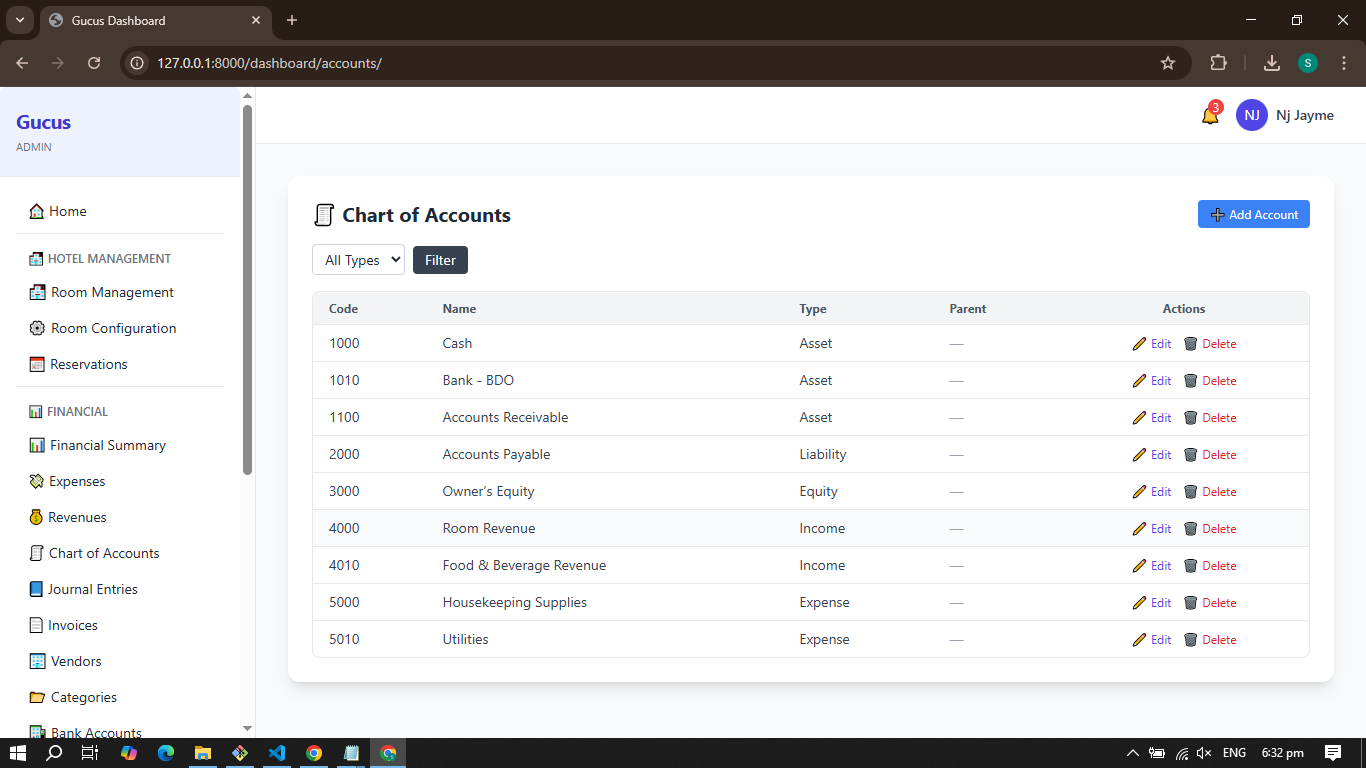 Gucus Dashboard
127.0.0.1:8000/dashboard/accounts/
S
Gucus
ADMIN
3
NJ
Nj Jayme
Home
HOTEL MANAGEMENT
Room Management
Room Configuration
Reservations
FINANCIAL
Financial Summary
Expenses
Revenues
Chart of Accounts
Journal Entries
Invoices
Vendors
Categories
Bank Accounts
Chart of Accounts
Add Account
All Types Filter
Code Name Type Parent Actions
1000 Cash Asset — Edit Delete
1010 Bank - BDO Asset — Edit Delete
1100 Accounts Receivable Asset — Edit Delete
2000 Accounts Payable Liability — Edit Delete
3000 Owner’s Equity Equity — Edit Delete
4000 Room Revenue Income — Edit Delete
4010 Food & Beverage Revenue Income — Edit Delete
5000 Housekeeping Supplies Expense — Edit Delete
5010 Utilities Expense — Edit Delete
ENG 6:32 pm